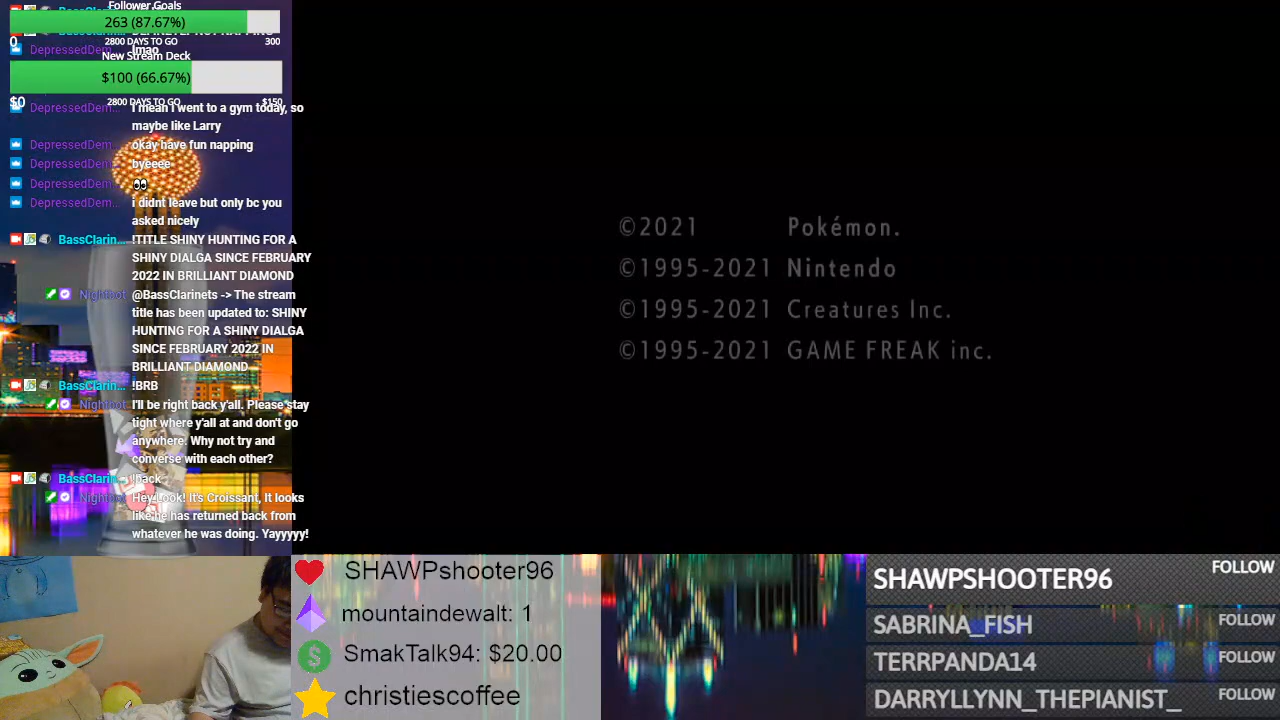 Follower Goals
263 (87.67%)
0 2800 DAYS TO GO 300
DepressedDem... lmao
New Stream Deck
$100 (66.67%)
$0 2800 DAYS TO GO $150
DepressedDem... I mean i went to a gym today, so
maybe like Larry
DepressedDem... okay have fun napping
DepressedDem... byeeee
DepressedDem... 👀
DepressedDem... i didnt leave but only bc you
asked nicely
BassClarin... !TITLE SHINY HUNTING FOR A
SHINY DIALGA SINCE FEBRUARY
2022 IN BRILLIANT DIAMOND
Nightbot @BassClarinets -> The stream
title has been updated to: SHINY
HUNTING FOR A SHINY DIALGA
SINCE FEBRUARY 2022 IN
BRILLIANT DIAMOND
BassClarin... !BRB
Nightbot I'll be right back y'all. Please stay
tight where y'all at and don't go
anywhere. Why not try and
converse with each other?
BassClarin... !back
Nightbot Hey Look! It's Croissant, It looks
like he has returned back from
whatever he was doing. Yayyyyy!
©2021 Pokémon.
©1995-2021 Nintendo
©1995-2021 Creatures Inc.
©1995-2021 GAME FREAK inc.
SHAWPshooter96
mountaindewalt: 1
SmakTalk94: $20.00
christiescoffee
SHAWPSHOOTER96 FOLLOW
SABRINA_FISH FOLLOW
TERRPANDA14 FOLLOW
DARRYLLYNN_THEPIANIST_ FOLLOW